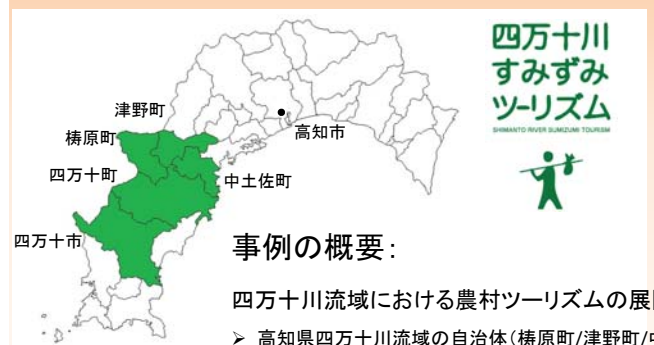 四万十川
すみずみ
ツーリズム
SHIMANTO RIVER SUMIZUMI TOURISM
津野町
梼原町
高知市
四万十町
中土佐町
四万十市
事例の概要:
四万十川流域における農村ツーリズムの展
➢ 高知県四万十川流域の自治体(梼原町/津野町/中